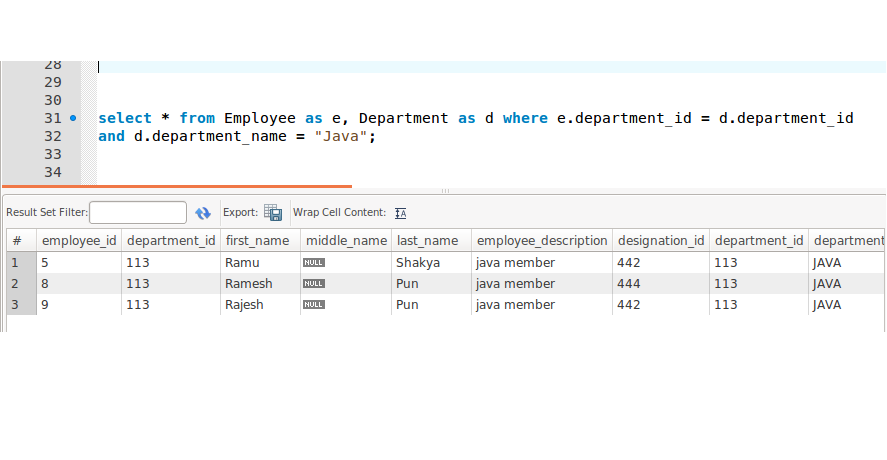 28
29
30
31 select * from Employee as e, Department as d where e.department_id = d.department_id
32 and d.department_name = "Java";
33
34
Result Set Filter: Export: Wrap Cell Content: IA
# employee_id department_id first_name middle_name last_name employee_description designation_id department_id department
1 5 113 Ramu NULL Shakya java member 442 113 JAVA
2 8 113 Ramesh NULL Pun java member 444 113 JAVA
3 9 113 Rajesh NULL Pun java member 442 113 JAVA